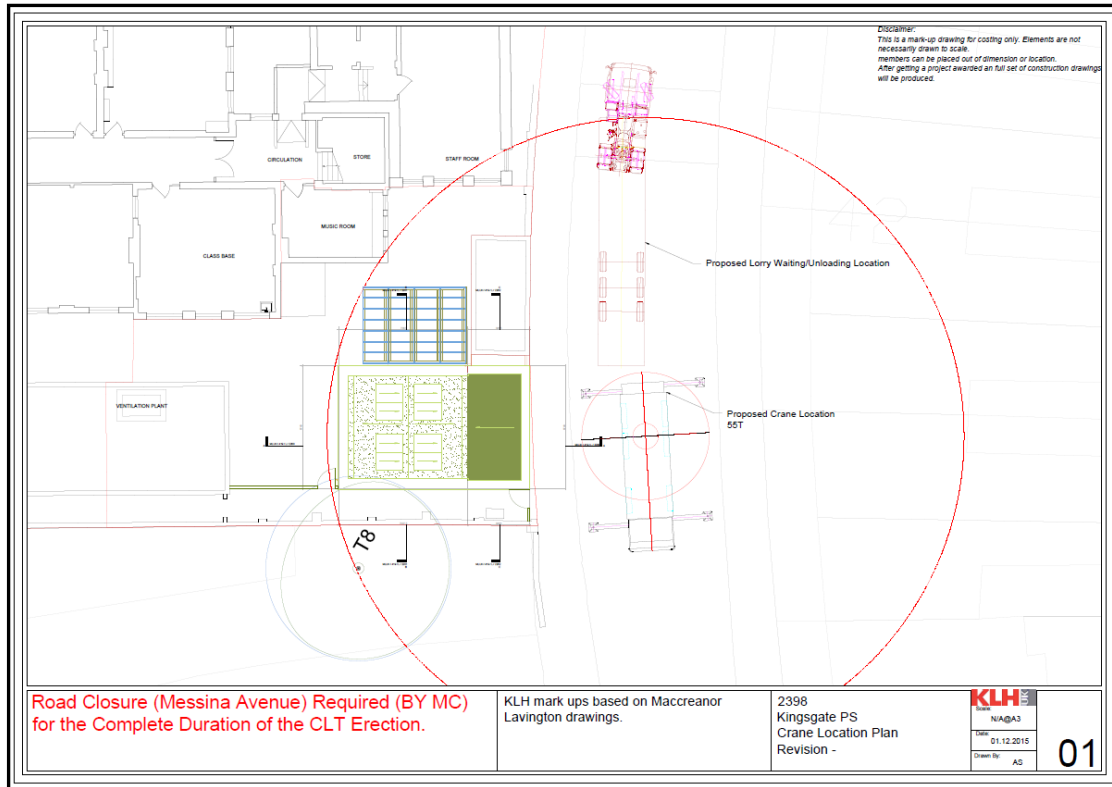 Disclaimer:
This is a mark-up drawing for costing only. Elements are not
necessarily drawn to scale.
members can be placed out of dimension or location.
After getting a project awarded an full set of construction drawings
will be produced.
CIRCULATION
STORE
STAFF ROOM
MUSIC ROOM
CLASS BASE
Proposed Lorry Waiting/Unloading Location
VENTILATION PLANT
Proposed Crane Location
55T
T8
Road Closure (Messina Avenue) Required (BY MC)
for the Complete Duration of the CLT Erection.
KLH mark ups based on Maccreanor
Lavington drawings.
2398
Kingsgate PS
Crane Location Plan
Revision -
KLH UK
Scale:
N/A@A3
Date:
01.12.2015
Drawn By:
AS
01